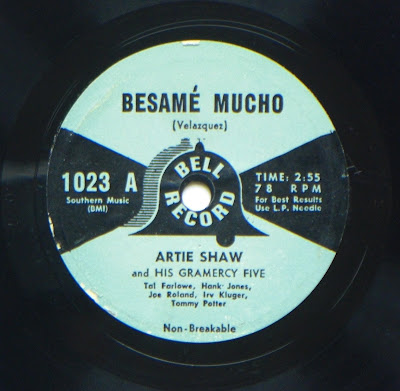 BESAMÉ MUCHO
(Velazquez)
1023 A
Southern Music
(BMI)
BELL
RECORD
TIME: 2:55
78 RPM
For Best Results
Use L.P. Needle
ARTIE SHAW
and HIS GRAMERCY FIVE
Tal Farlowe, Hank Jones,
Joe Roland, Irv Kluger,
Tommy Potter
Non-Breakable